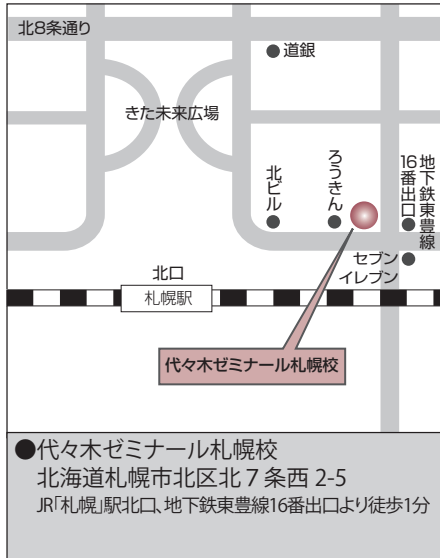 北8条通り
道銀
きた未来広場
北ビル
ろうきん
地下鉄東豊線
16番出口
セブン
イレブン
北口
札幌駅
代々木ゼミナール札幌校
●代々木ゼミナール札幌校
北海道札幌市北区北7条西2-5
JR「札幌」駅北口、地下鉄東豊線16番出口より徒歩1分